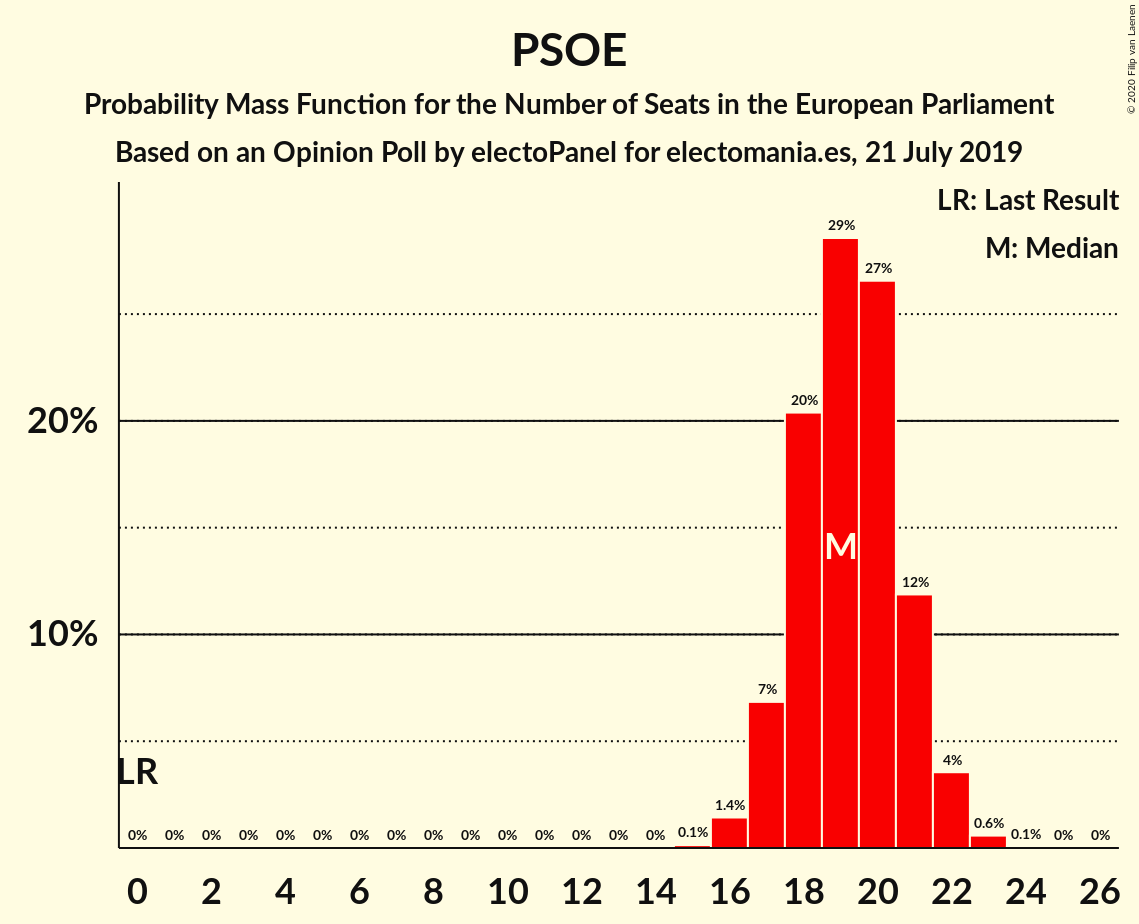 PSOE
Probability Mass Function for the Number of Seats in the European Parliament
Based on an Opinion Poll by electoPanel for electomania.es, 21 July 2019
© 2020 Filip van Laenen
LR: Last Result
M: Median
29%
27%
20%
20%
M
12%
10%
7%
LR
4%
1.4%
0.6%
0% 0% 0% 0% 0% 0% 0% 0% 0% 0% 0% 0% 0% 0% 0% 0.1% 0.1% 0% 0%
0 2 4 6 8 10 12 14 16 18 20 22 24 26